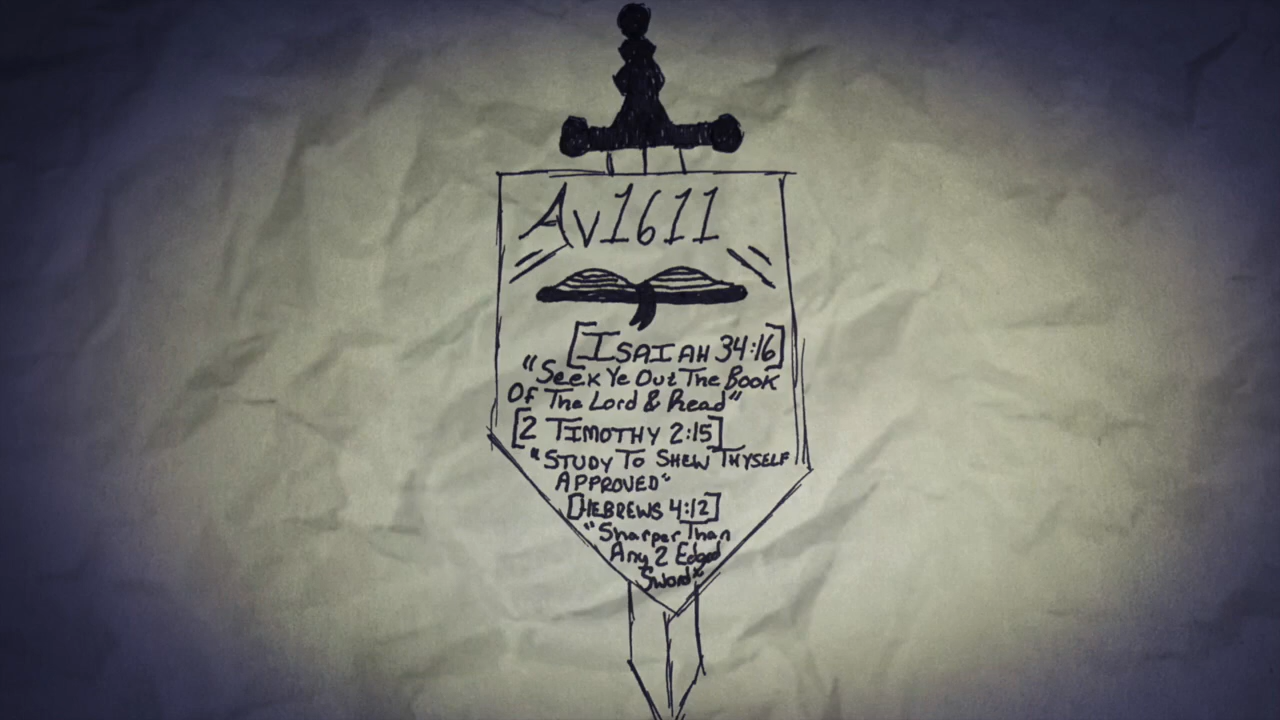 Av1611
[ISAIAH 34:16]
"Seek Ye Out The Book
Of The Lord & Read"
[2 TIMOTHY 2:15]
"STUDY TO SHEW THYSELF
APPROVED"
[HEBREWS 4:12]
"Sharper Than
Any 2 Edged
Sword"